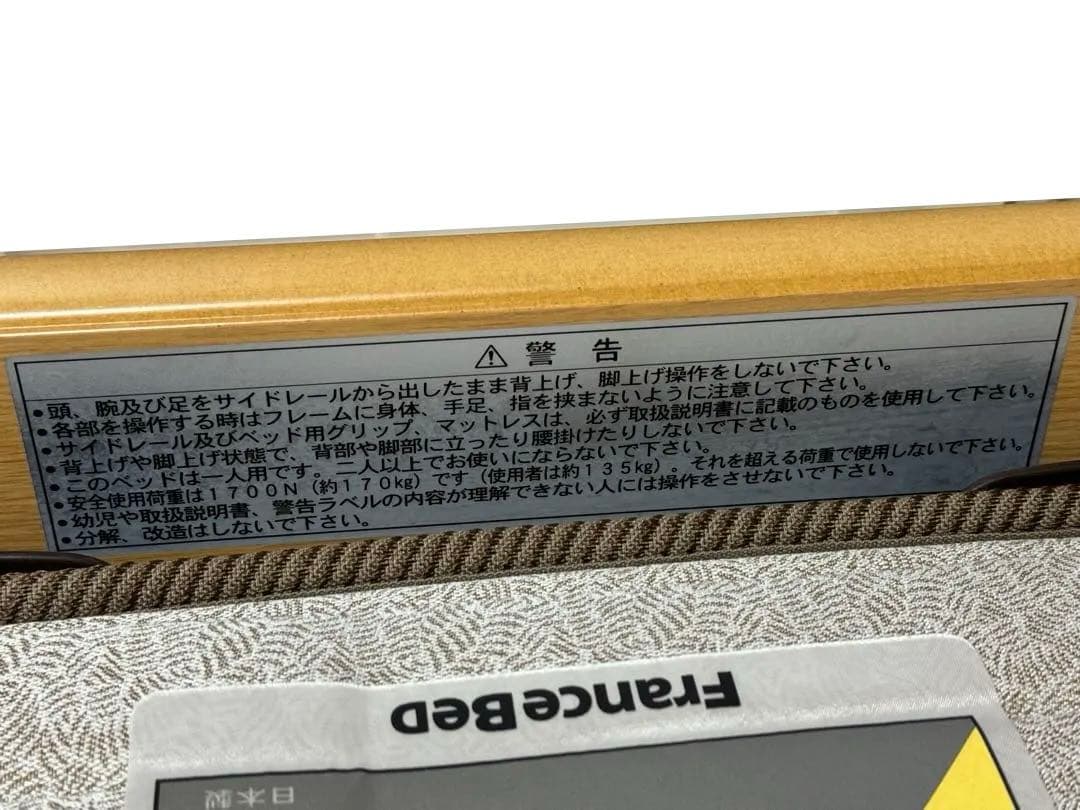 ⚠ 警 告
•頭、腕及び足をサイドレールから出したまま背上げ、脚上げ操作をしないで下さい。
•各部を操作する時はフレームに身体、手足、指を挟まないように注意して下さい。
•サイドレール及びベッド用グリップ、マットレスは、必ず取扱説明書に記載のものを使用して下さい。
•背上げや脚上げ状態で、背部や脚部に立ったり腰掛けたりしないで下さい。
•このベッドは一人用です。二人以上でお使いにならないで下さい。
•安全使用荷重は1700N（約170kg）です（使用者は約135kg）。それを超える荷重で使用しないで下さい。
•幼児や取扱説明書、警告ラベルの内容が理解できない人には操作をさせないで下さい。
•分解、改造はしないで下さい。
FranceBeD
日本製